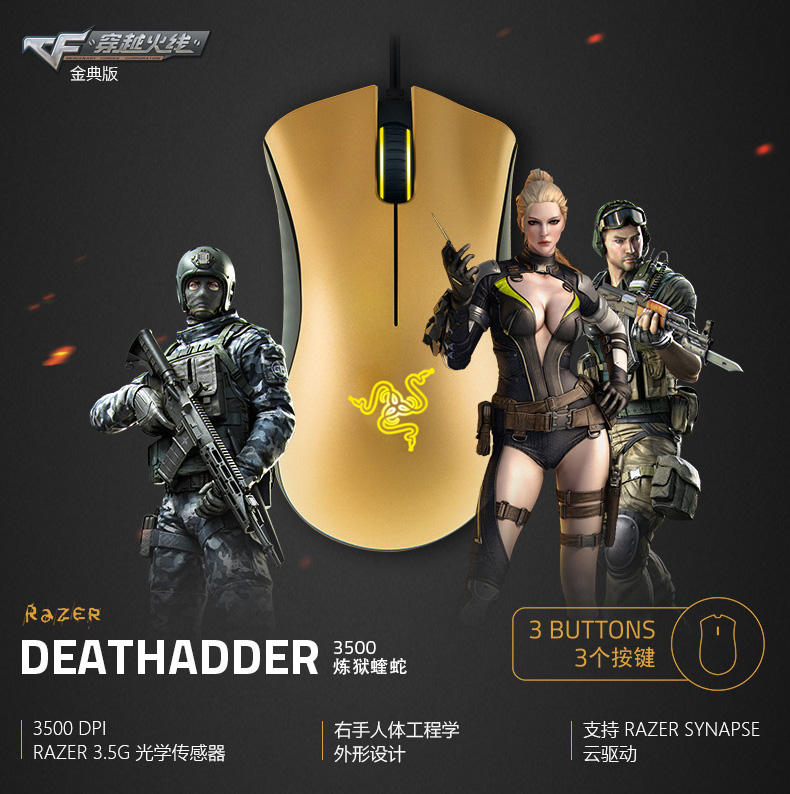 CF 穿越火线
金典版
RAZER
DEATHADDER 3500
炼狱蝰蛇
3 BUTTONS
3个按键
3500 DPI
RAZER 3.5G 光学传感器
右手人体工程学
外形设计
支持 RAZER SYNAPSE
云驱动